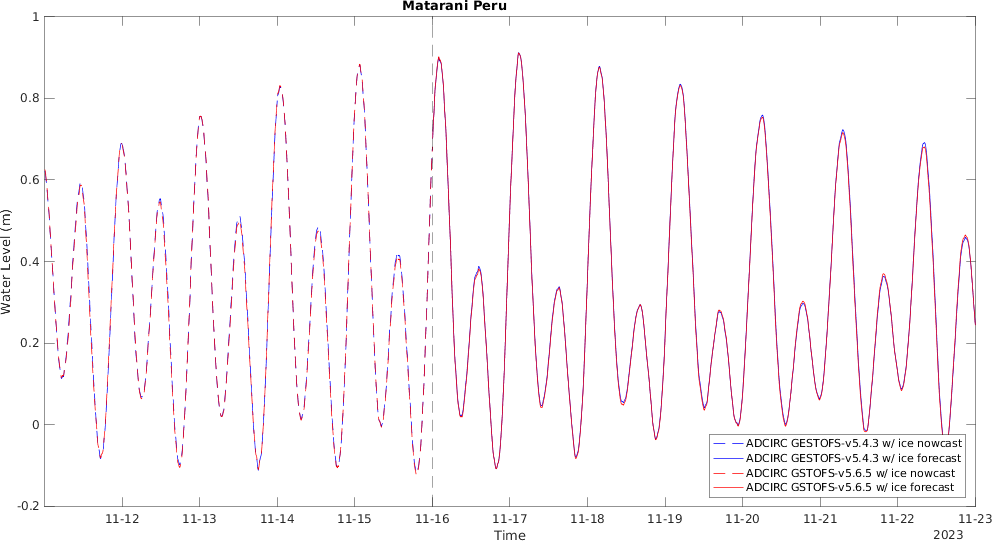 Matarani Peru
1
0.8
0.6
0.4
0.2
0
-0.2
Water Level (m)
ADCIRC GESTOFS-v5.4.3 w/ ice nowcast
ADCIRC GESTOFS-v5.4.3 w/ ice forecast
ADCIRC GSTOFS-v5.6.5 w/ ice nowcast
ADCIRC GSTOFS-v5.6.5 w/ ice forecast
11-12 11-13 11-14 11-15 11-16 11-17 11-18 11-19 11-20 11-21 11-22 11-23
Time
2023